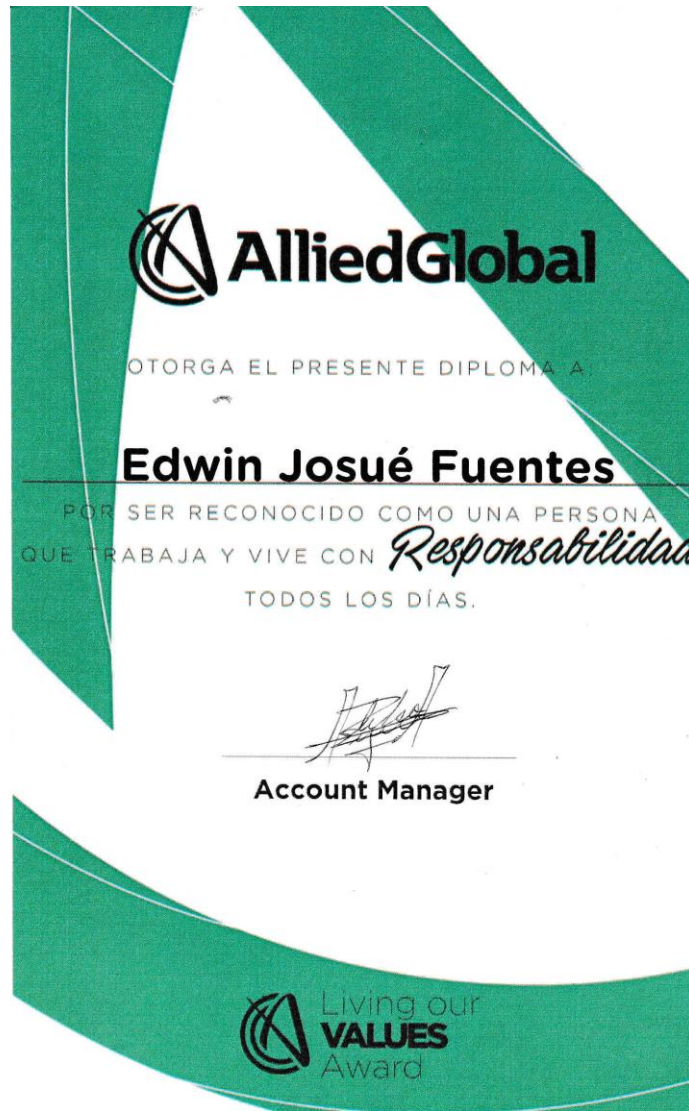 AlliedGlobal
OTORGA EL PRESENTE DIPLOMA A:
Edwin Josué Fuentes
POR SER RECONOCIDO COMO UNA PERSONA
QUE TRABAJA Y VIVE CON Responsabilidad
TODOS LOS DÍAS.
Account Manager
Living our
VALUES
Award